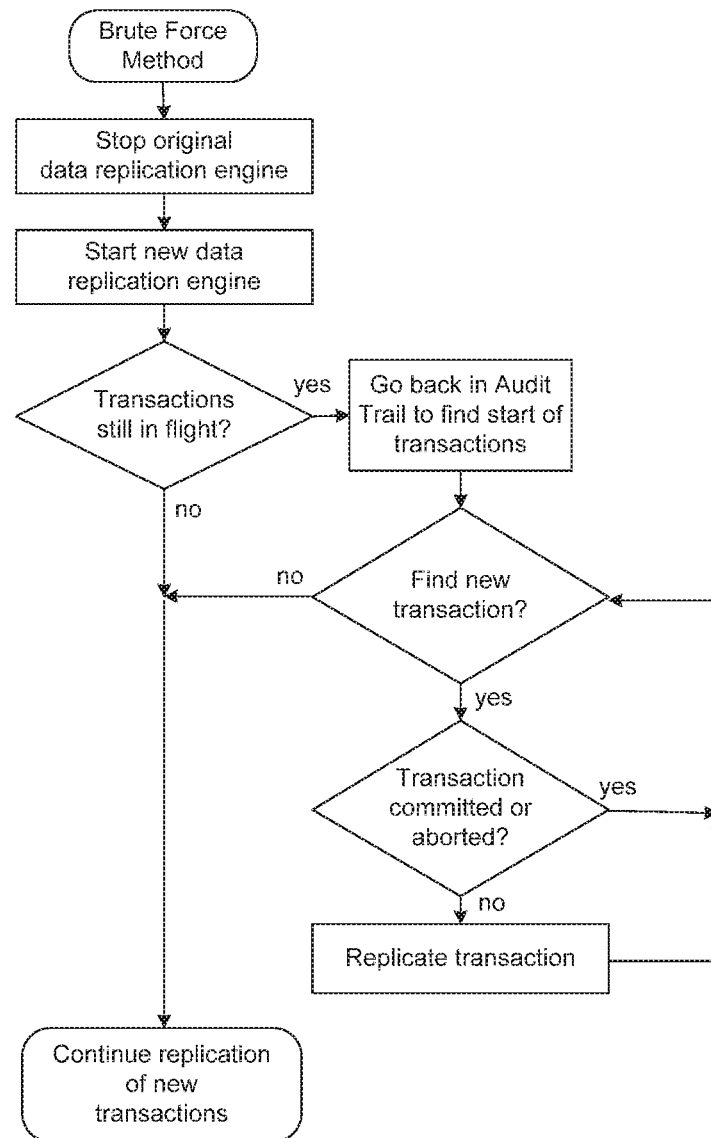 Brute Force
Method
Stop original
data replication engine
Start new data
replication engine
Transactions
still in flight?
yes
Go back in Audit
Trail to find start of
transactions
no
Find new
transaction?
no
yes
Transaction
committed or
aborted?
yes
no
Replicate transaction
Continue replication
of new
transactions